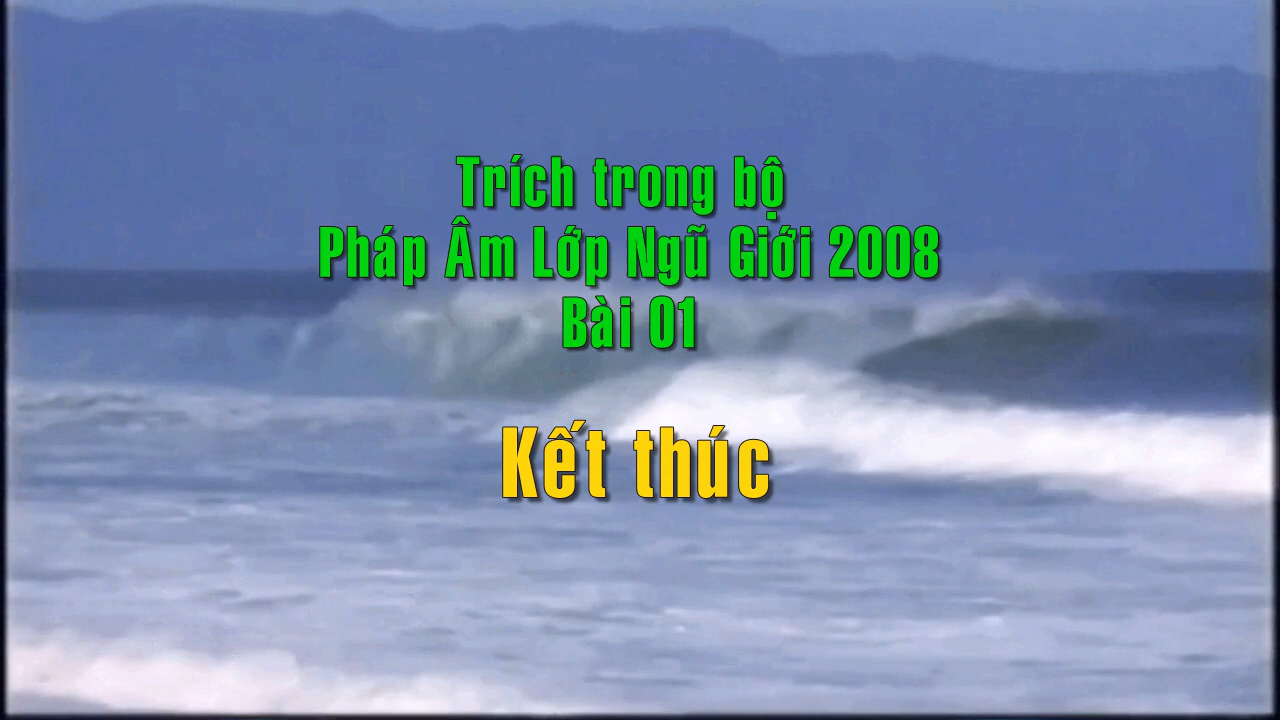 Trích trong bộ
Pháp Âm Lớp Ngũ Giới 2008
Bài 01
Kết thúc